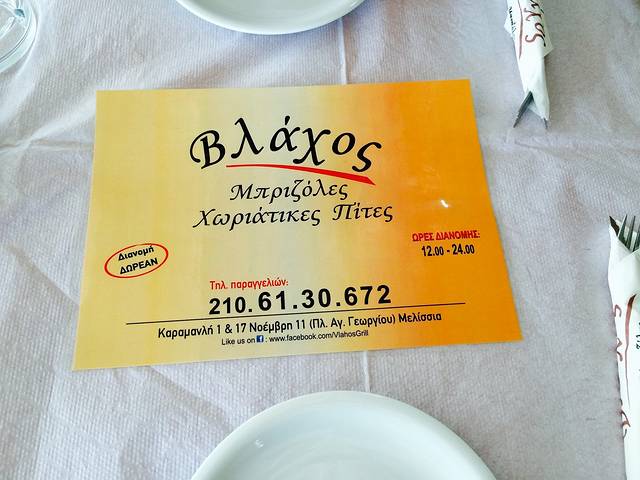 Βλάχος
Μπριζόλες
Χωριάτικες Πίτες
ΩΡΕΣ ΔΙΑΝΟΜΗΣ:
12.00 - 24.00
Διανομή
ΔΩΡΕΑΝ
Τηλ. παραγγελιών:
210.61.30.672
Καραμανλή 1 & 17 Νοέμβρη 11 (Πλ. Αγ. Γεωργίου) Μελίσσια
Like us on f : www.facebook.com/VlahosGrill